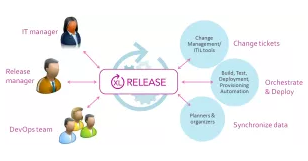 IT manager
Change
Management/
ITIL tools
Change tickets
Release
manager
XL RELEASE
Build, Test,
Deployment,
Provisioning
Automation
Orchestrate
& Deploy
DevOps team
Planners &
organizers
Synchronize data